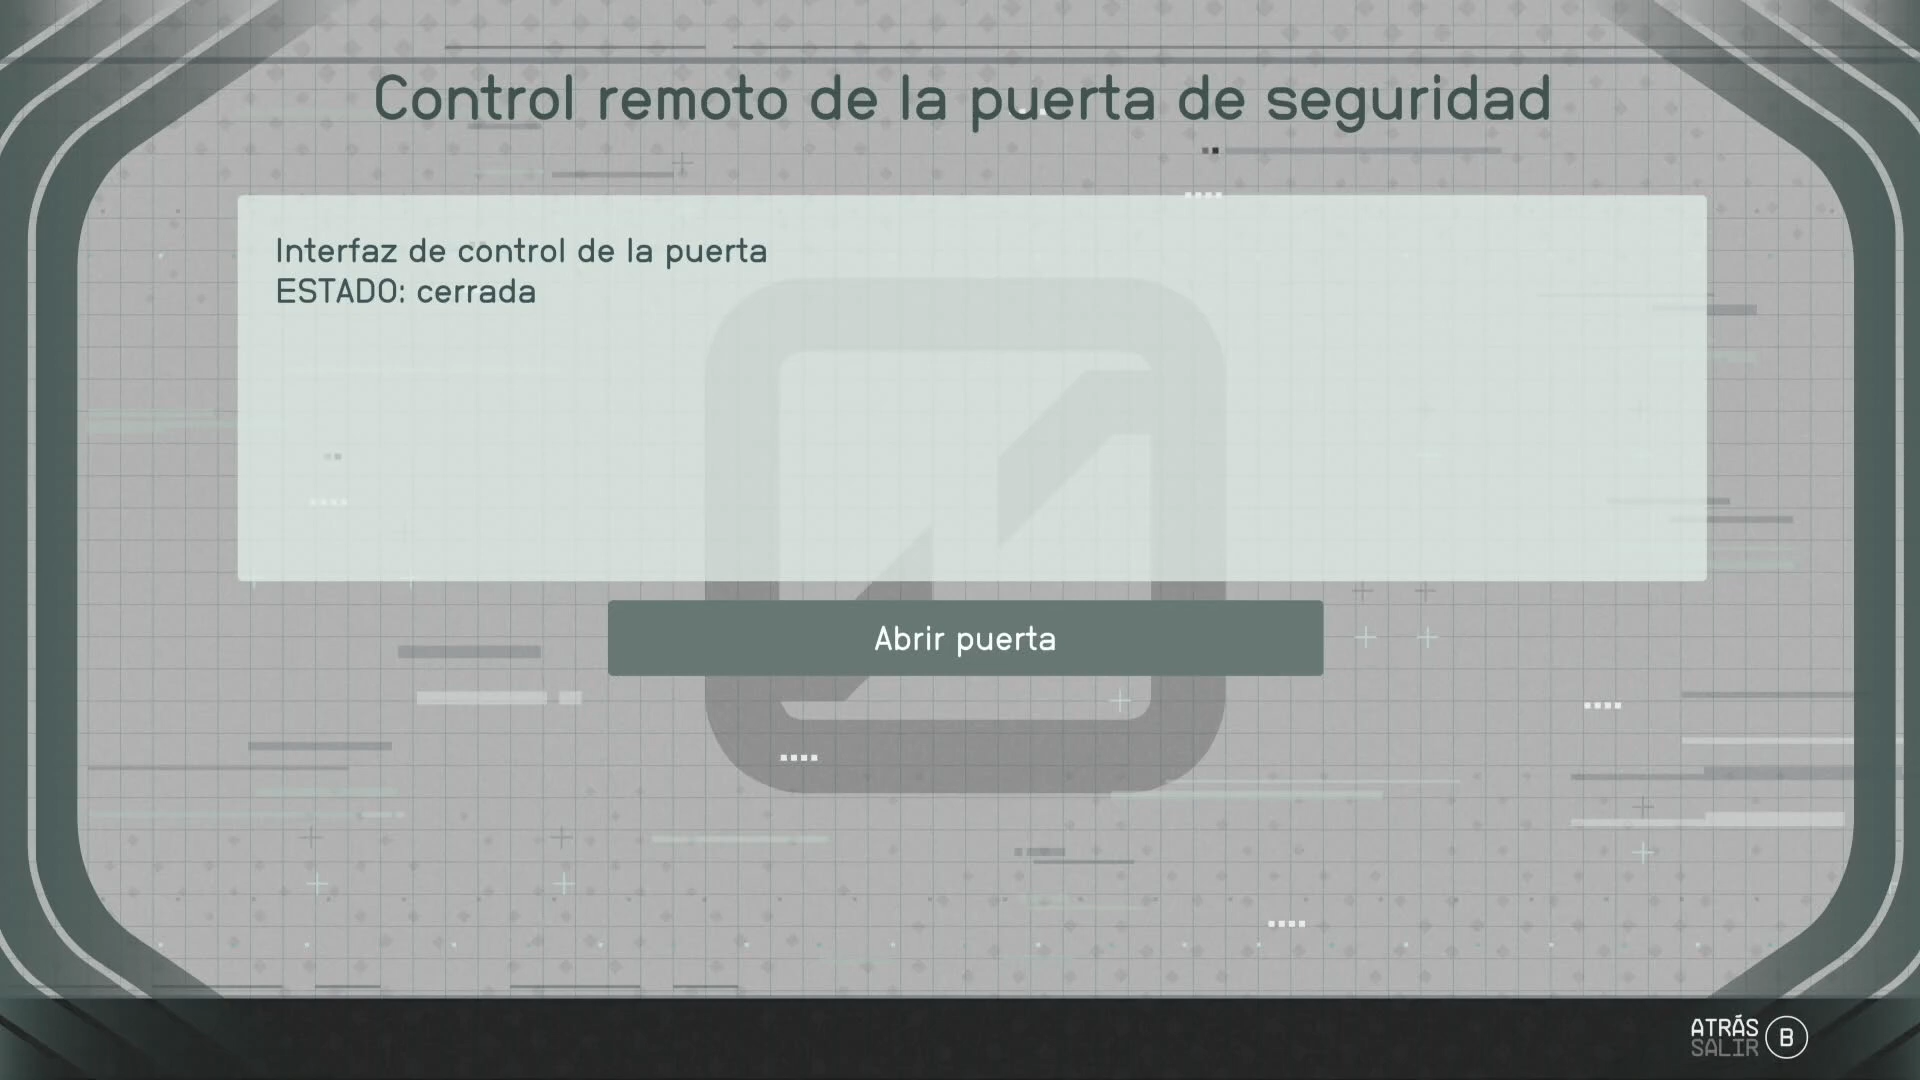 Control remoto de la puerta de seguridad
Interfaz de control de la puerta
ESTADO: cerrada
Abrir puerta
ATRÁS
SALIR
B